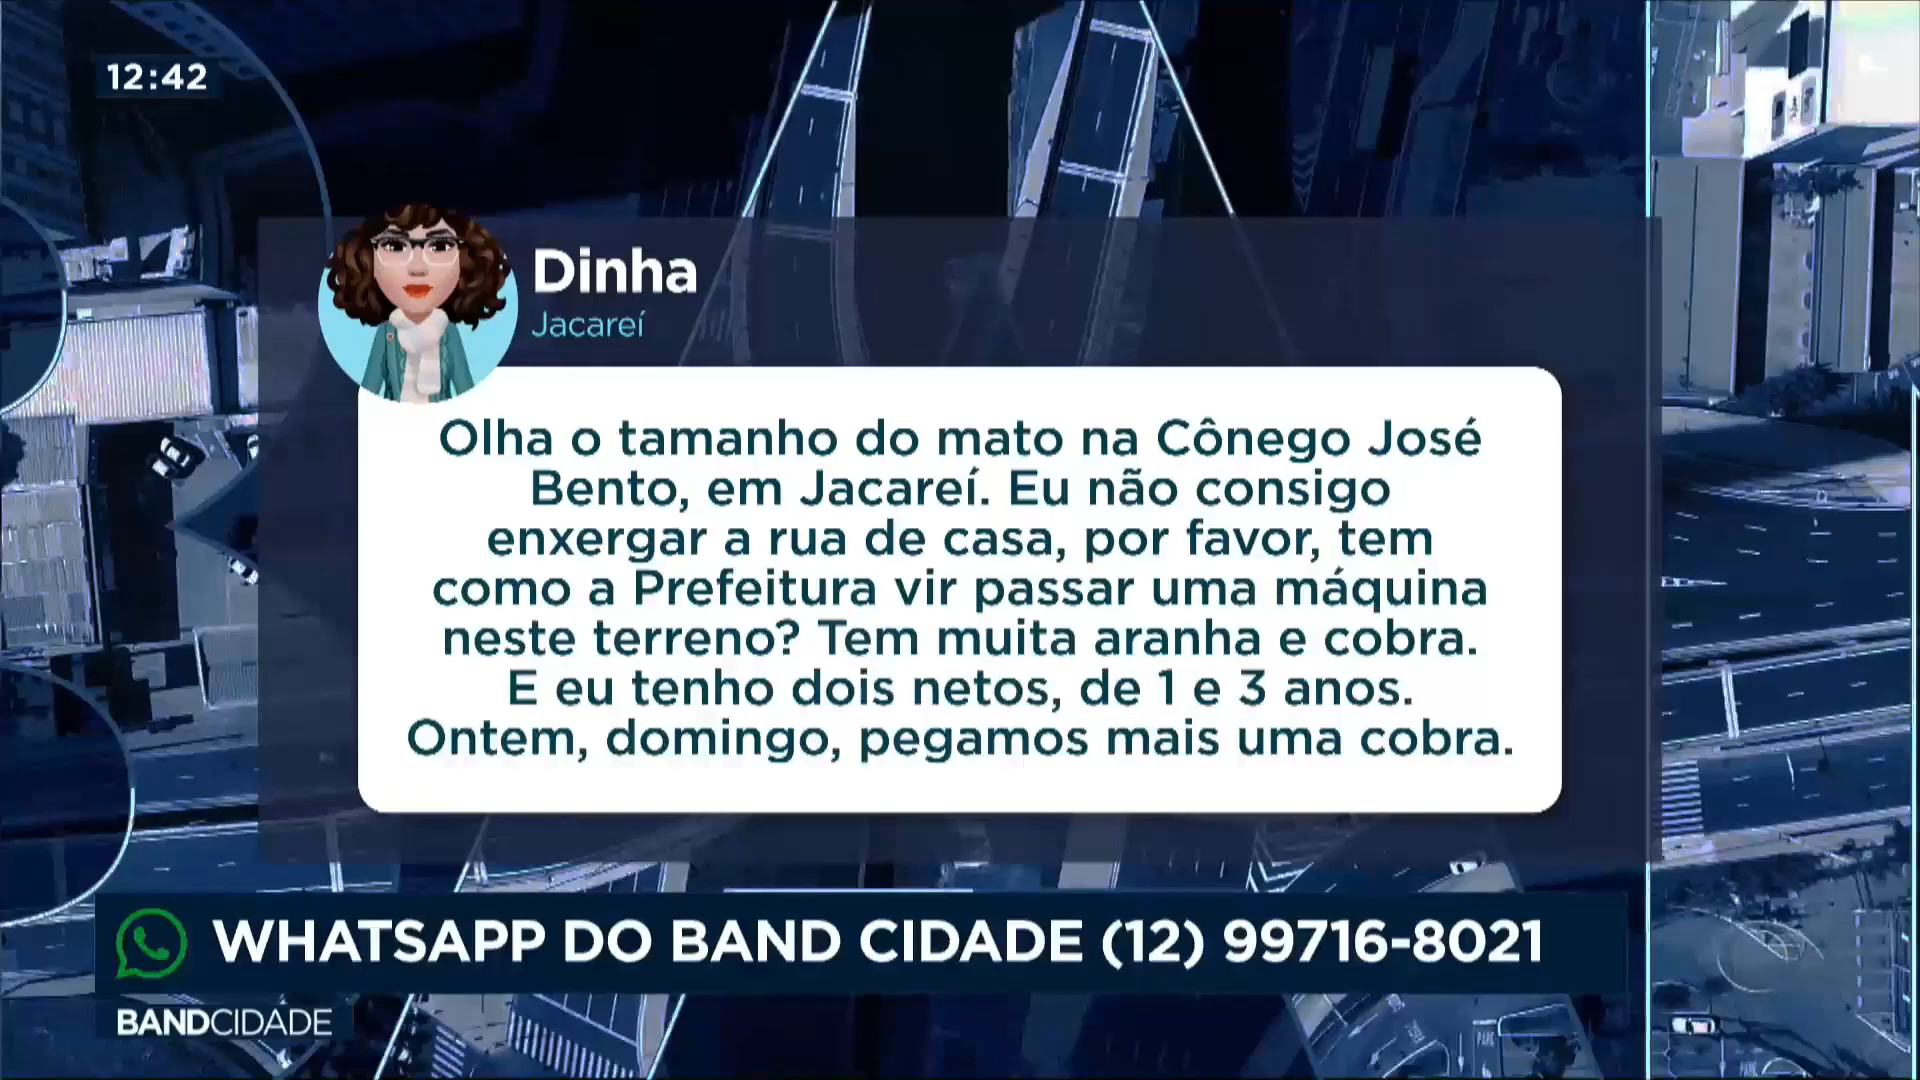 12:42
Dinha
Jacareí
Olha o tamanho do mato na Cônego José
Bento, em Jacareí. Eu não consigo
enxergar a rua de casa, por favor, tem
como a Prefeitura vir passar uma máquina
neste terreno? Tem muita aranha e cobra.
E eu tenho dois netos, de 1 e 3 anos.
Ontem, domingo, pegamos mais uma cobra.
WHATSAPP DO BAND CIDADE (12) 99716-8021
BANDCIDADE